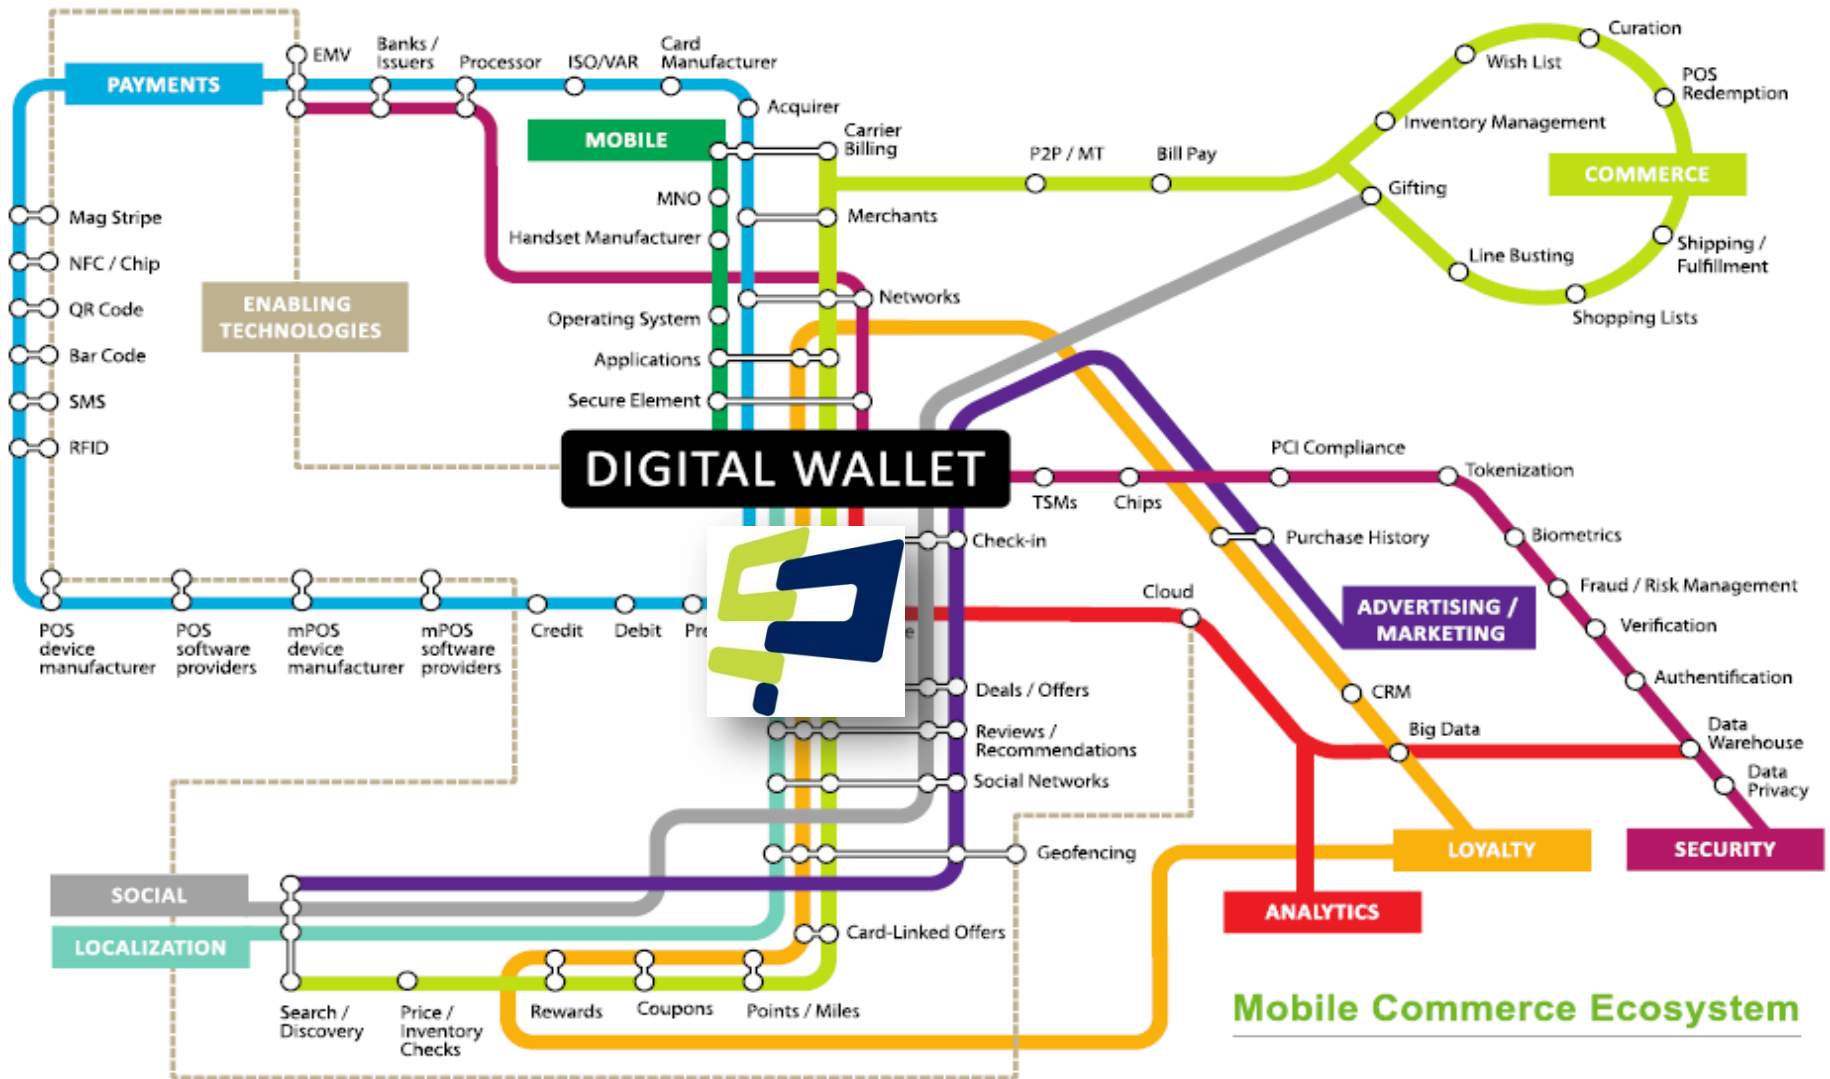 PAYMENTS
EMV
Banks /
Issuers
Processor
ISO/VAR
Card
Manufacturer
Acquirer
MOBILE
Carrier
Billing
MNO
Merchants
Handset Manufacturer
Networks
Operating System
Applications
Secure Element
P2P / MT
Bill Pay
Curation
Wish List
POS
Redemption
Inventory Management
COMMERCE
Gifting
Line Busting
Shipping /
Fulfillment
Shopping Lists
Mag Stripe
NFC / Chip
QR Code
Bar Code
SMS
RFID
ENABLING
TECHNOLOGIES
DIGITAL WALLET
TSMs
Chips
PCI Compliance
Tokenization
Biometrics
Fraud / Risk Management
Verification
Authentification
Data
Warehouse
Data
Privacy
Check-in
Purchase History
ADVERTISING /
MARKETING
Cloud
CRM
Big Data
POS
device
manufacturer
POS
software
providers
mPOS
device
manufacturer
mPOS
software
providers
Credit
Debit
Deals / Offers
Reviews /
Recommendations
Social Networks
Geofencing
Card-Linked Offers
LOYALTY
SECURITY
ANALYTICS
SOCIAL
LOCALIZATION
Search /
Discovery
Price /
Inventory
Checks
Rewards
Coupons
Points / Miles
Mobile Commerce Ecosystem